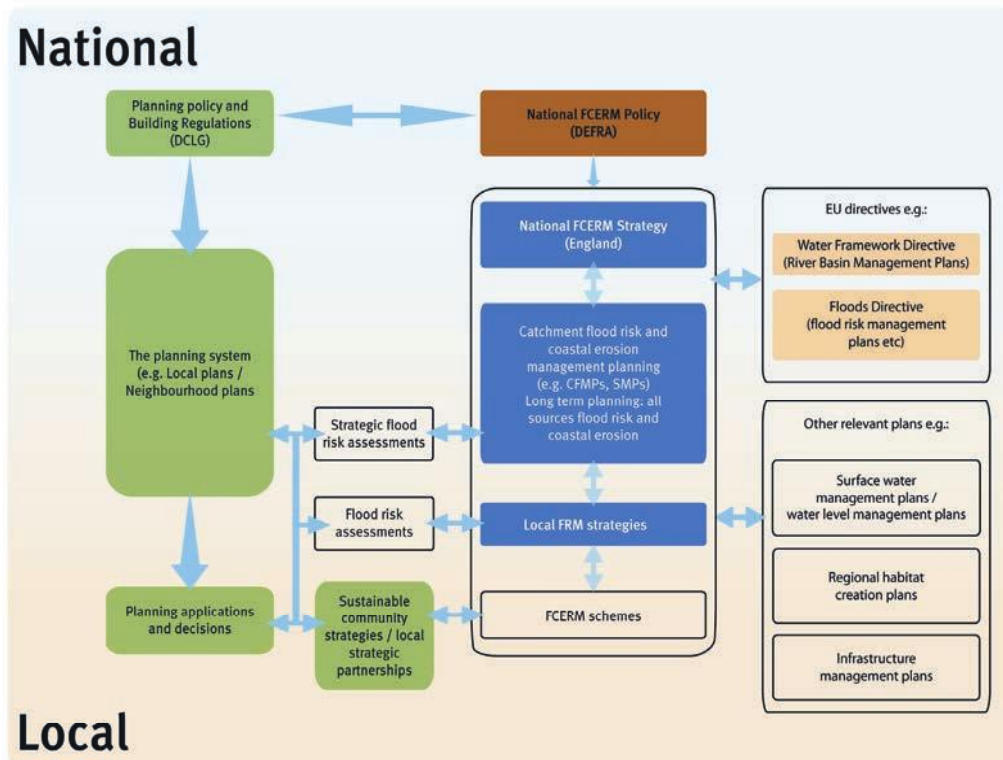 National
Planning policy and
Building Regulations
(DCLG)
National FCERM Policy
(DEFRA)
National FCERM Strategy
(England)
EU directives e.g.:
Water Framework Directive
(River Basin Management Plans)
Floods Directive
(flood risk management
plans etc)
The planning system
(e.g. Local plans /
Neighbourhood plans
Catchment flood risk and
coastal erosion
management planning
(e.g. CFMPs, SMPs)
Long term planning: all
sources flood risk and
coastal erosion
Strategic flood
risk assessments
Other relevant plans e.g.:
Surface water
management plans /
water level management plans
Flood risk
assessments
Local FRM strategies
Regional habitat
creation plans
Planning applications
and decisions
Sustainable
community
strategies / local
strategic
partnerships
FCERM schemes
Infrastructure
management plans
Local